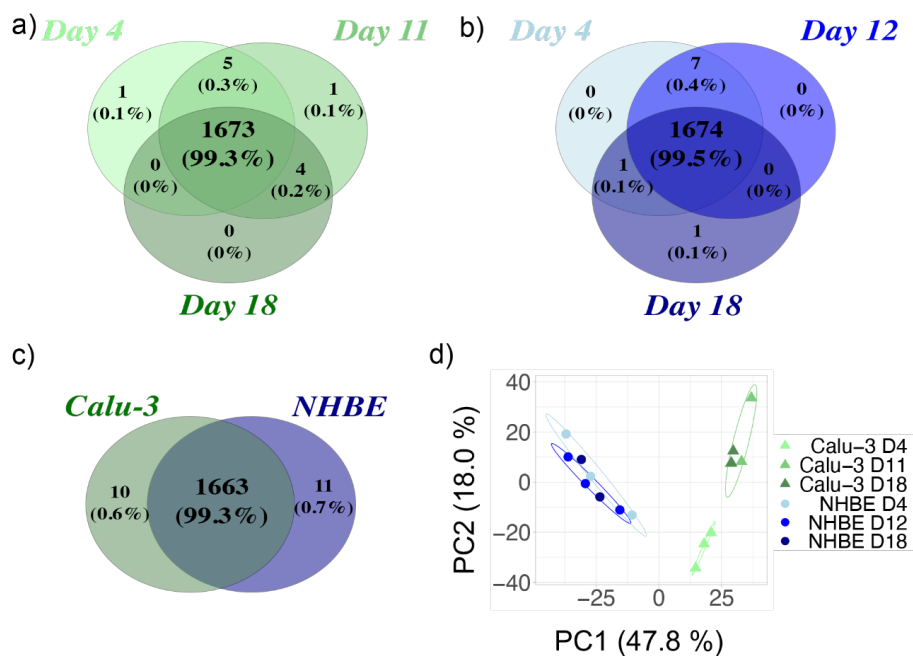 a)
Day 4
Day 11
5
(0.3%)
1
(0.1%)
1
(0.1%)
1673
(99.3%)
0
(0%)
4
(0.2%)
0
(0%)
Day 18
b)
Day 4
Day 12
7
(0.4%)
0
(0%)
0
(0%)
1674
(99.5%)
1
(0.1%)
0
(0%)
1
(0.1%)
Day 18
c)
Calu-3
NHBE
10
(0.6%)
1663
(99.3%)
11
(0.7%)
d)
PC2 (18.0 %)
40
20
0
−20
−40
−25
0
25
PC1 (47.8 %)
Calu−3 D4
Calu−3 D11
Calu−3 D18
NHBE D4
NHBE D12
NHBE D18